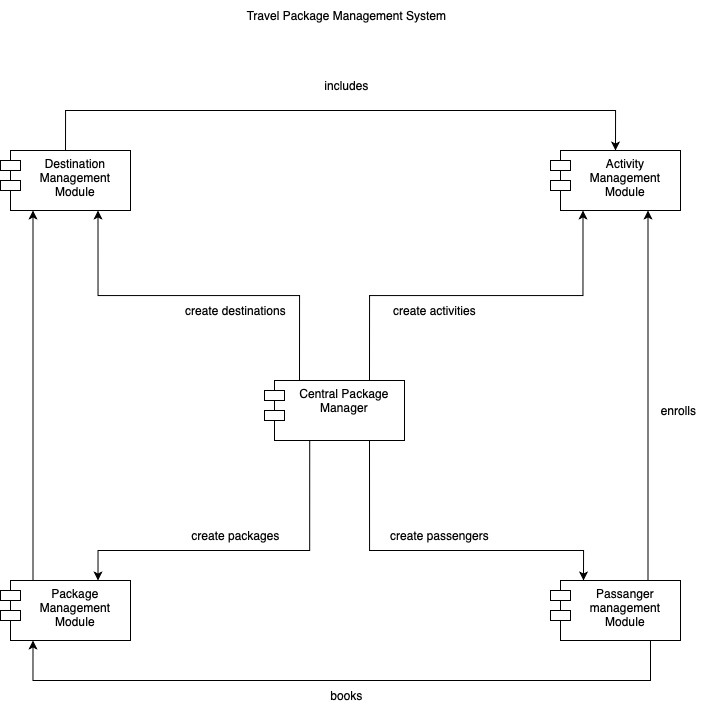 Travel Package Management System
includes
Destination
Management
Module
Activity
Management
Module
create destinations
create activities
Central Package
Manager
enrolls
create packages
create passengers
Package
Management
Module
Passanger
management
Module
books